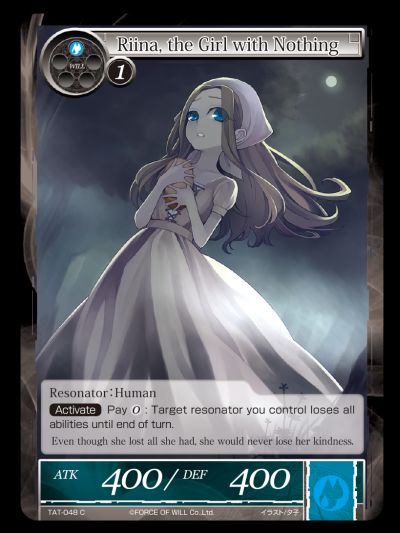 Riina, the Girl with Nothing
WILL
1
Resonator:Human
Activate Pay 0 : Target resonator you control loses all
abilities until end of turn.
Even though she lost all she had, she would never lose her kindness.
ATK 400/ DEF 400
TAT-048 C ©FORCE OF WILL Co.,Ltd. イラスト/タ子